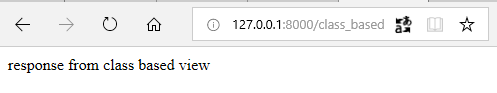 127.0.0.1:8000/class_based
response from class based view